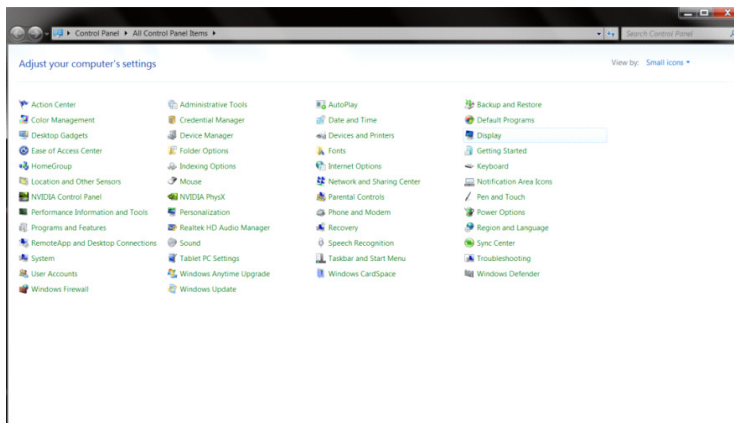 Control Panel ▸ All Control Panel Items ▸ Search Control Panel
Adjust your computer's settings View by: Small icons
Action Center Administrative Tools AutoPlay Backup and Restore
Color Management Credential Manager Date and Time Default Programs
Desktop Gadgets Device Manager Devices and Printers Display
Ease of Access Center Folder Options Fonts Getting Started
HomeGroup Indexing Options Internet Options Keyboard
Location and Other Sensors Mouse Network and Sharing Center Notification Area Icons
NVIDIA Control Panel NVIDIA PhysX Parental Controls Pen and Touch
Performance Information and Tools Personalization Phone and Modem Power Options
Programs and Features Realtek HD Audio Manager Recovery Region and Language
RemoteApp and Desktop Connections Sound Speech Recognition Sync Center
System Tablet PC Settings Taskbar and Start Menu Troubleshooting
User Accounts Windows Anytime Upgrade Windows CardSpace Windows Defender
Windows Firewall Windows Update